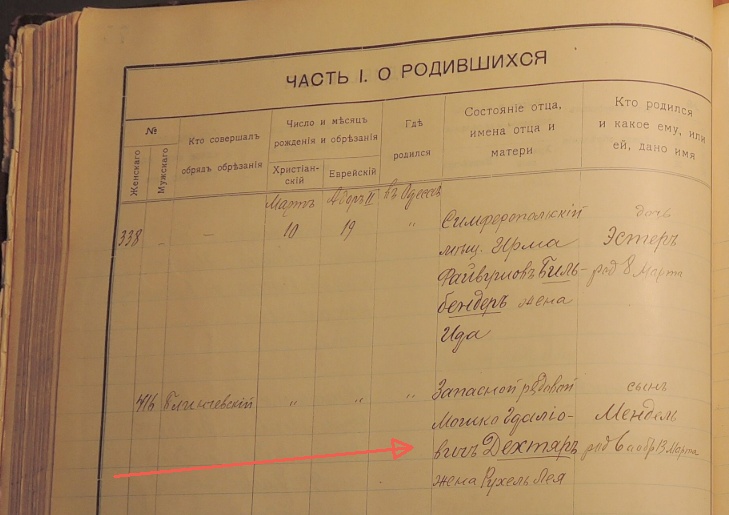 ЧАСТЬ I. О РОДИВШИХСЯ
№
Женскаго
Мужскаго
Кто совершалъ
обрядъ обрѣзанія
Число и мѣсяцъ
рожденія и обрѣзанія
Христіан-
скій
Еврейскій
Гдѣ
родился
Состояніе отца,
имена отца и
матери
Кто родился
и какое ему, или
ей, дано имя
Мартъ Адаръ II въ Одессѣ
338 — — 10 19 "
Симферопольскій
мѣщ. Ирма
Файвишовъ Гиль-
бендеръ жена
Ида
дочь
Эстеръ
род 8 Марта
416 " " "
Запасной рядовой
Мошко Гдаліо-
вичъ Дехтяръ
жена Рухель Лея
сынъ
Мендель
род 6 а обр 13 Марта